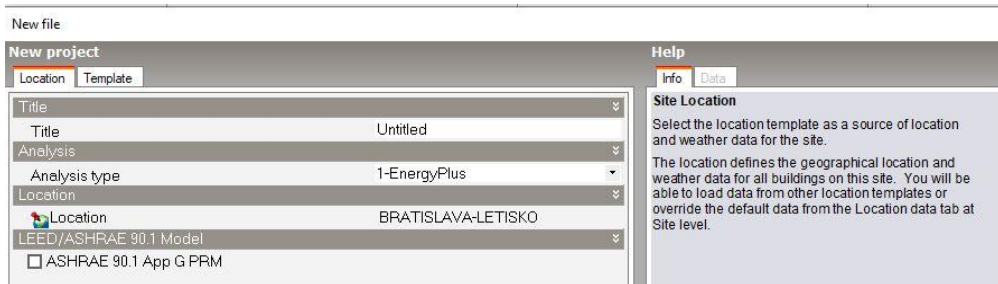 New file
New project
Location Template
Title
Title Untitled
Analysis
Analysis type 1-EnergyPlus
Location
Location BRATISLAVA-LETISKO
LEED/ASHRAE 90.1 Model
ASHRAE 90.1 App G PRM
Help
Info Data
Site Location
Select the location template as a source of location
and weather data for the site.
The location defines the geographical location and
weather data for all buildings on this site. You will be
able to load data from other location templates or
override the default data from the Location data tab at
Site level.